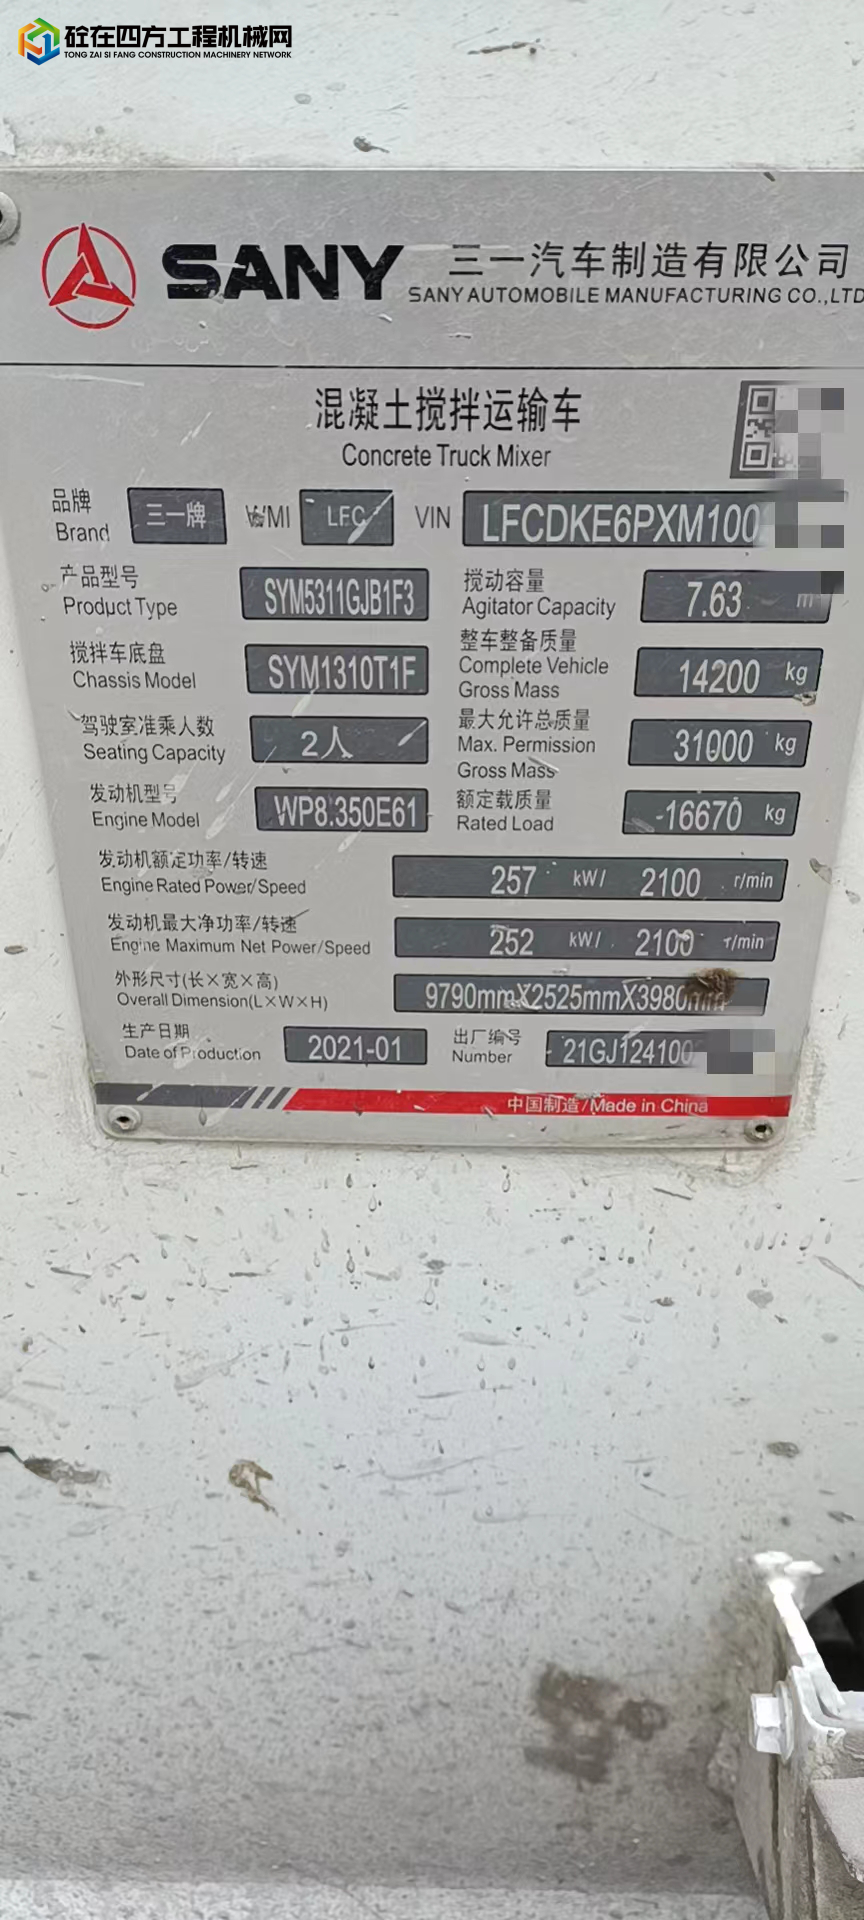 砼在四方工程机械网
TONG ZAI SI FANG CONSTRUCTION MACHINERY NETWORK
SANY 三一汽车制造有限公司
SANY AUTOMOBILE MANUFACTURING CO.,LTD
混凝土搅拌运输车
Concrete Truck Mixer
品牌 Brand 三一牌 WMI LFC VIN LFCDKE6PXM100
产品型号 Product Type SYM5311GJB1F3
搅动容量 Agitator Capacity 7.63 m
搅拌车底盘 Chassis Model SYM1310T1F
整车整备质量 Complete Vehicle Gross Mass 14200 kg
驾驶室准乘人数 Seating Capacity 2人
最大允许总质量 Max. Permission Gross Mass 31000 kg
发动机型号 Engine Model WP8.350E61
额定载质量 Rated Load 16670 kg
发动机额定功率/转速 Engine Rated Power/Speed 257 kW/ 2100 r/min
发动机最大净功率/转速 Engine Maximum Net Power/Speed 252 kW/ 2100 r/min
外形尺寸(长×宽×高) Overall Dimension(L×W×H) 9790mmX2525mmX3980mm
生产日期 Date of Production 2021-01
出厂编号 Number 21GJ124100
中国制造/Made in China